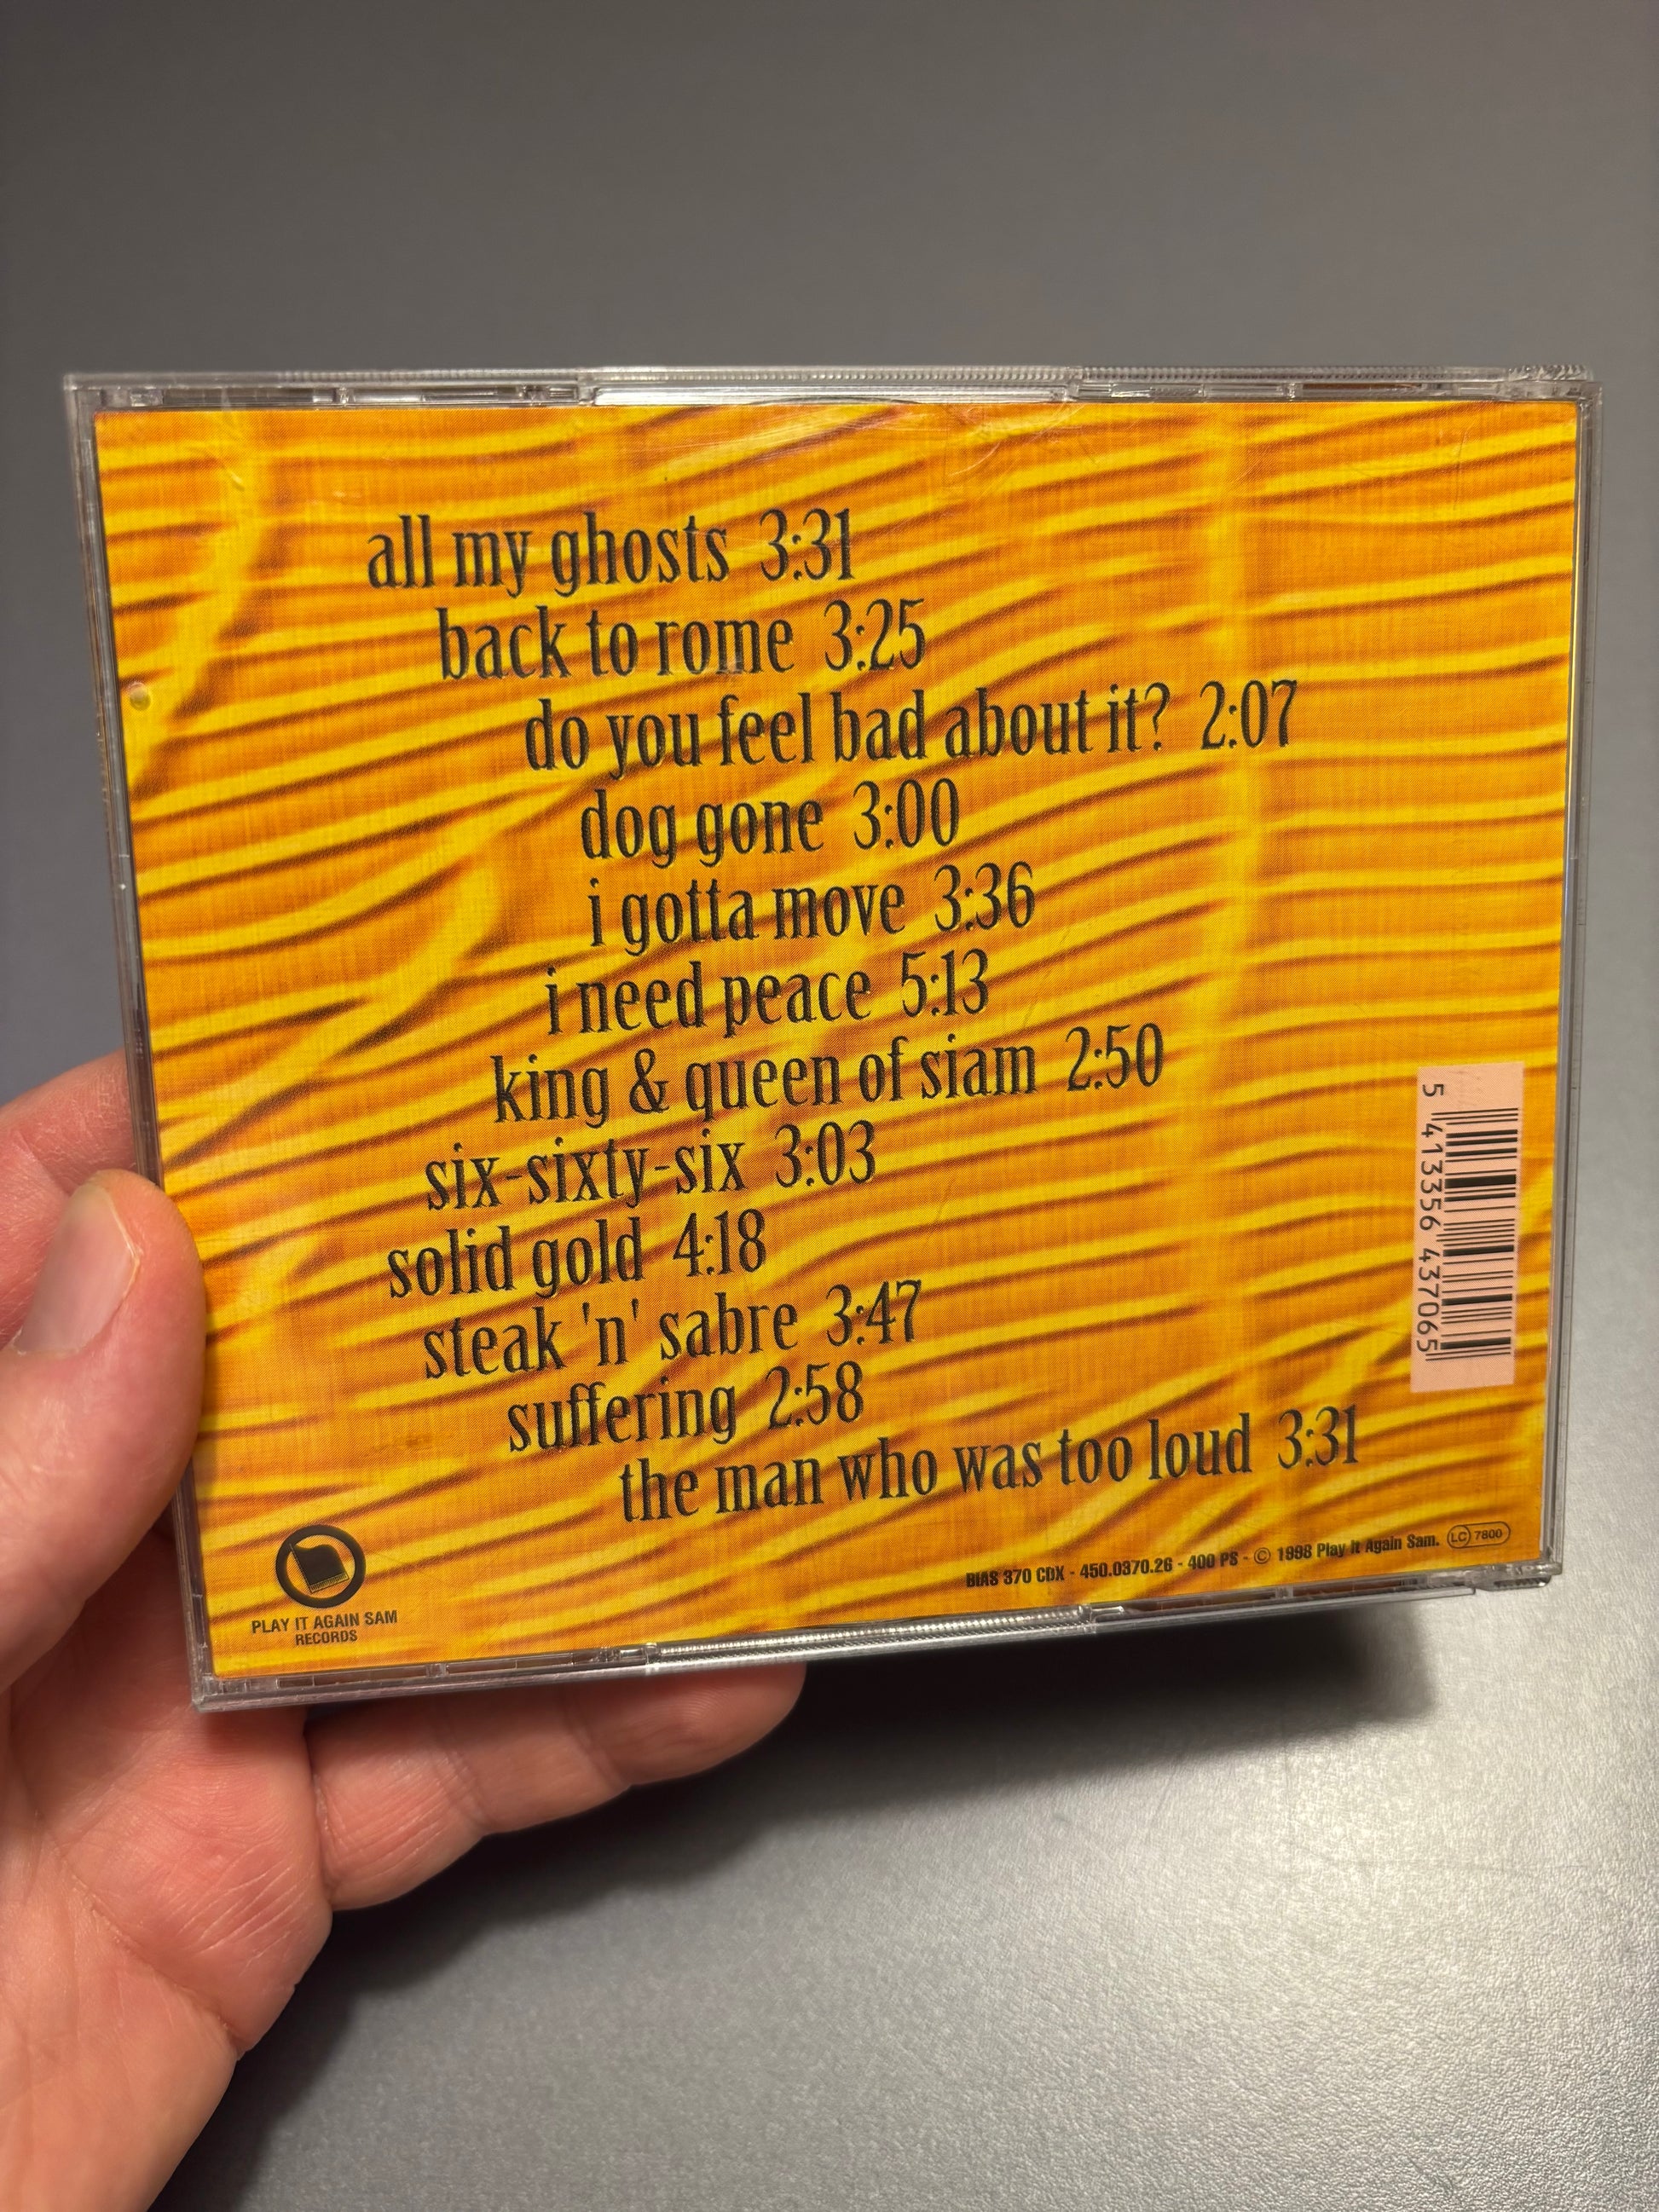 all my ghosts 3:31
back to rome 3:25
do you feel bad about it? 2:07
dog gone 3:00
i gotta move 3:36
i need peace 5:13
king & queen of siam 2:50
six-sixty-six 3:03
solid gold 4:18
steak 'n' sabre 3:47
suffering 2:58
the man who was too loud 3:31
5 413356 437065
PLAY IT AGAIN SAM
RECORDS
BIAS 370 CDX - 450.0370.26 - 400 PS - © 1998 Play It Again Sam. LC 7800